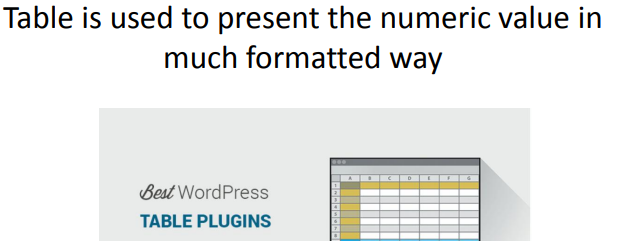 Table is used to present the numeric value in
much formatted way
Best WordPress
TABLE PLUGINS
A B C D E F G
1
2
3
4
5
6
7
8